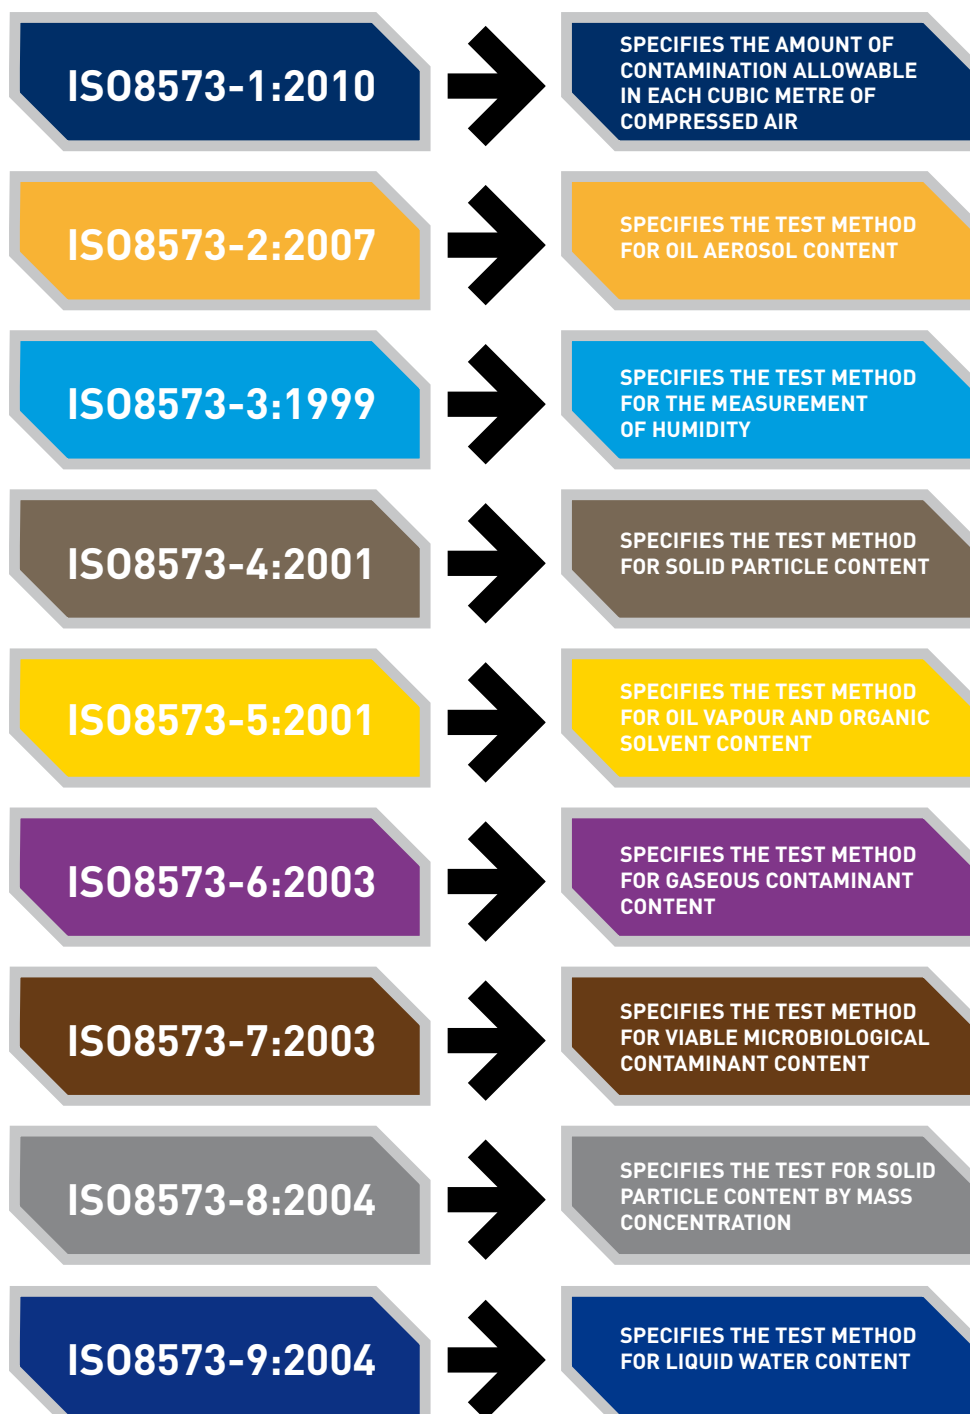 ISO8573-1:2010
SPECIFIES THE AMOUNT OF
CONTAMINATION ALLOWABLE
IN EACH CUBIC METRE OF
COMPRESSED AIR
ISO8573-2:2007
SPECIFIES THE TEST METHOD
FOR OIL AEROSOL CONTENT
ISO8573-3:1999
SPECIFIES THE TEST METHOD
FOR THE MEASUREMENT
OF HUMIDITY
ISO8573-4:2001
SPECIFIES THE TEST METHOD
FOR SOLID PARTICLE CONTENT
ISO8573-5:2001
SPECIFIES THE TEST METHOD
FOR OIL VAPOUR AND ORGANIC
SOLVENT CONTENT
ISO8573-6:2003
SPECIFIES THE TEST METHOD
FOR GASEOUS CONTAMINANT
CONTENT
ISO8573-7:2003
SPECIFIES THE TEST METHOD
FOR VIABLE MICROBIOLOGICAL
CONTAMINANT CONTENT
ISO8573-8:2004
SPECIFIES THE TEST FOR SOLID
PARTICLE CONTENT BY MASS
CONCENTRATION
ISO8573-9:2004
SPECIFIES THE TEST METHOD
FOR LIQUID WATER CONTENT